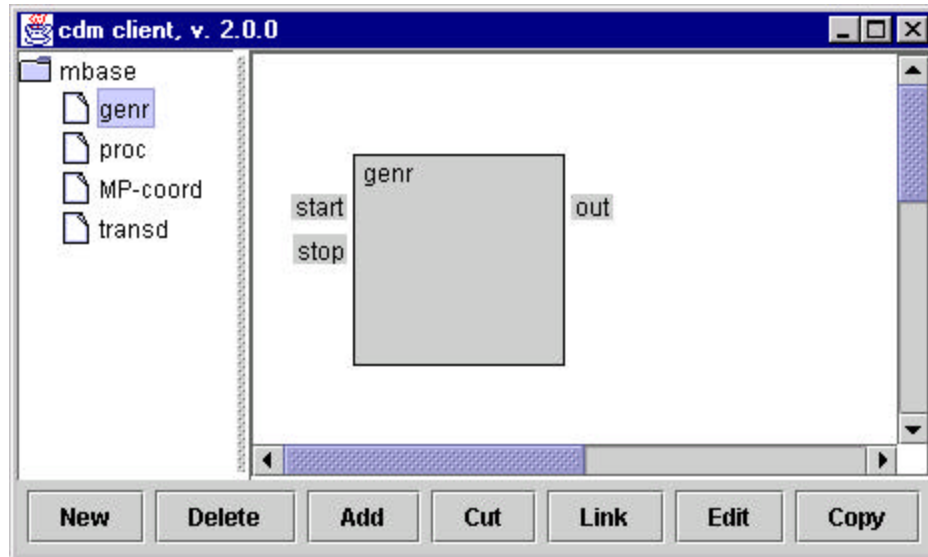 cdm client, v. 2.0.0
mbase
genr
proc
MP-coord
transd
genr
start
out
stop
New
Delete
Add
Cut
Link
Edit
Copy